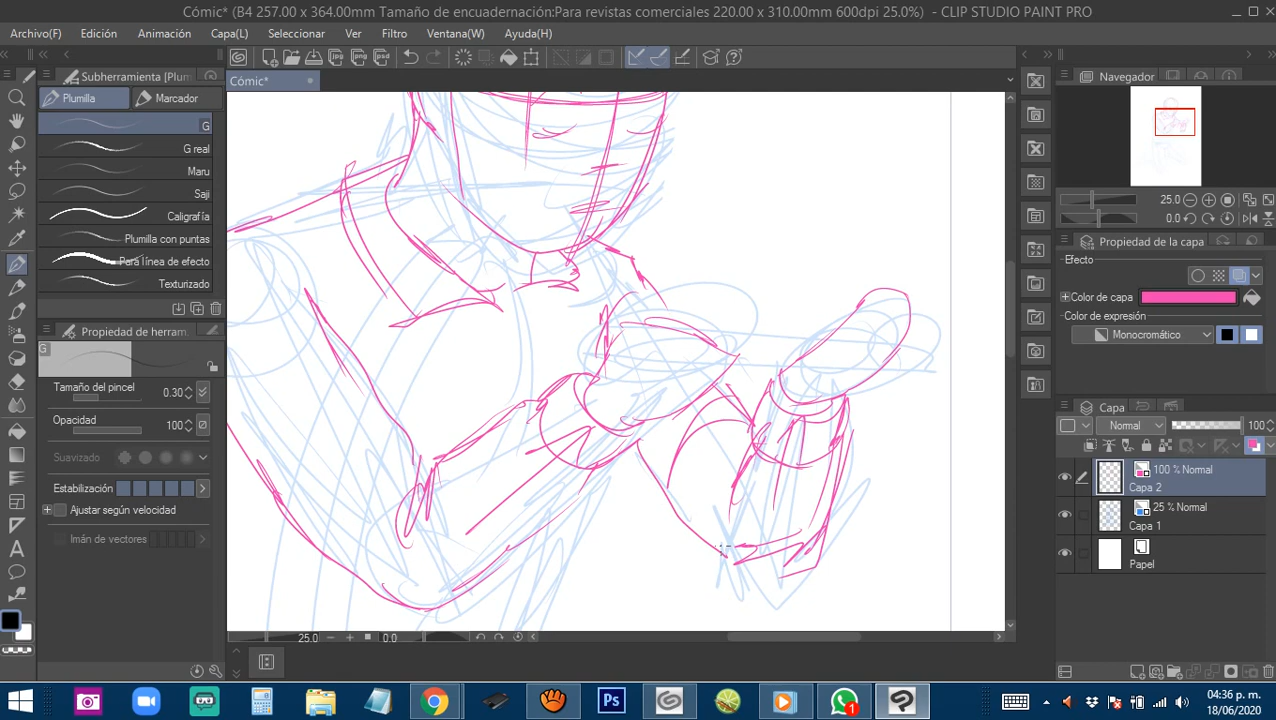 Cómic* (B4 257.00 x 364.00mm Tamaño de encuadernación:Para revistas comerciales 220.00 x 310.00mm 600dpi 25.0%) - CLIP STUDIO PAINT PRO
Archivo(F) Edición Animación Capa(L) Seleccionar Ver Filtro Ventana(W) Ayuda(H)
Subherramienta [Plum
Cómic*
Plumilla Marcador
G
G real
Maru
Saji
Caligrafía
Plumilla con puntas
Para línea de efecto
Texturizado
Propiedad de herram
G
Tamaño del pincel 0.30
Opacidad 100
Suavizado
Estabilización
Ajustar según velocidad
Imán de vectores
25.0 0.0
Navegador
25.0
0.0
Propiedad de la capa
Efecto
Color de capa
Color de expresión
Monocromático
Capa
Normal 100
100 % Normal
Capa 2
25 % Normal
Capa 1
Papel
Ps
1
04:36 p. m.
18/06/2020